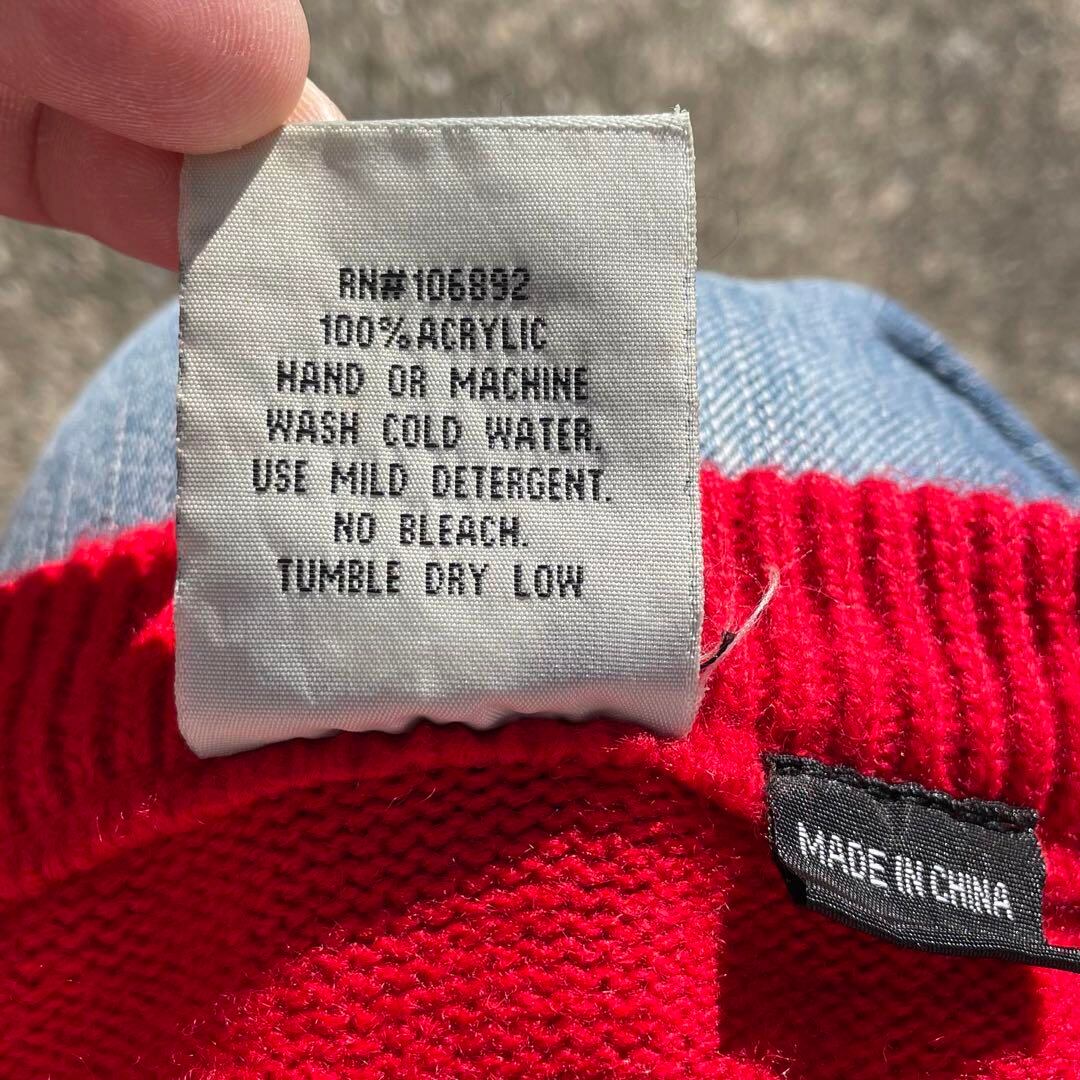 RN#106892
100% ACRYLIC
HAND OR MACHINE
WASH COLD WATER.
USE MILD DETERGENT.
NO BLEACH.
TUMBLE DRY LOW
MADE IN CHINA